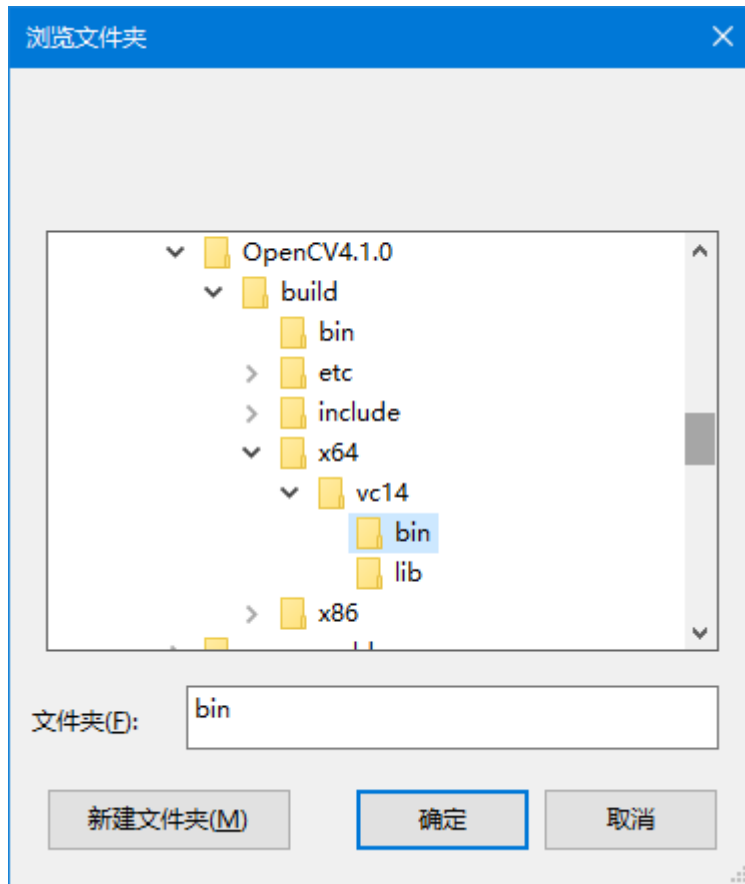 浏览文件夹
OpenCV4.1.0
build
bin
etc
include
x64
vc14
bin
lib
x86
文件夹(F):
bin
新建文件夹(M)
确定
取消